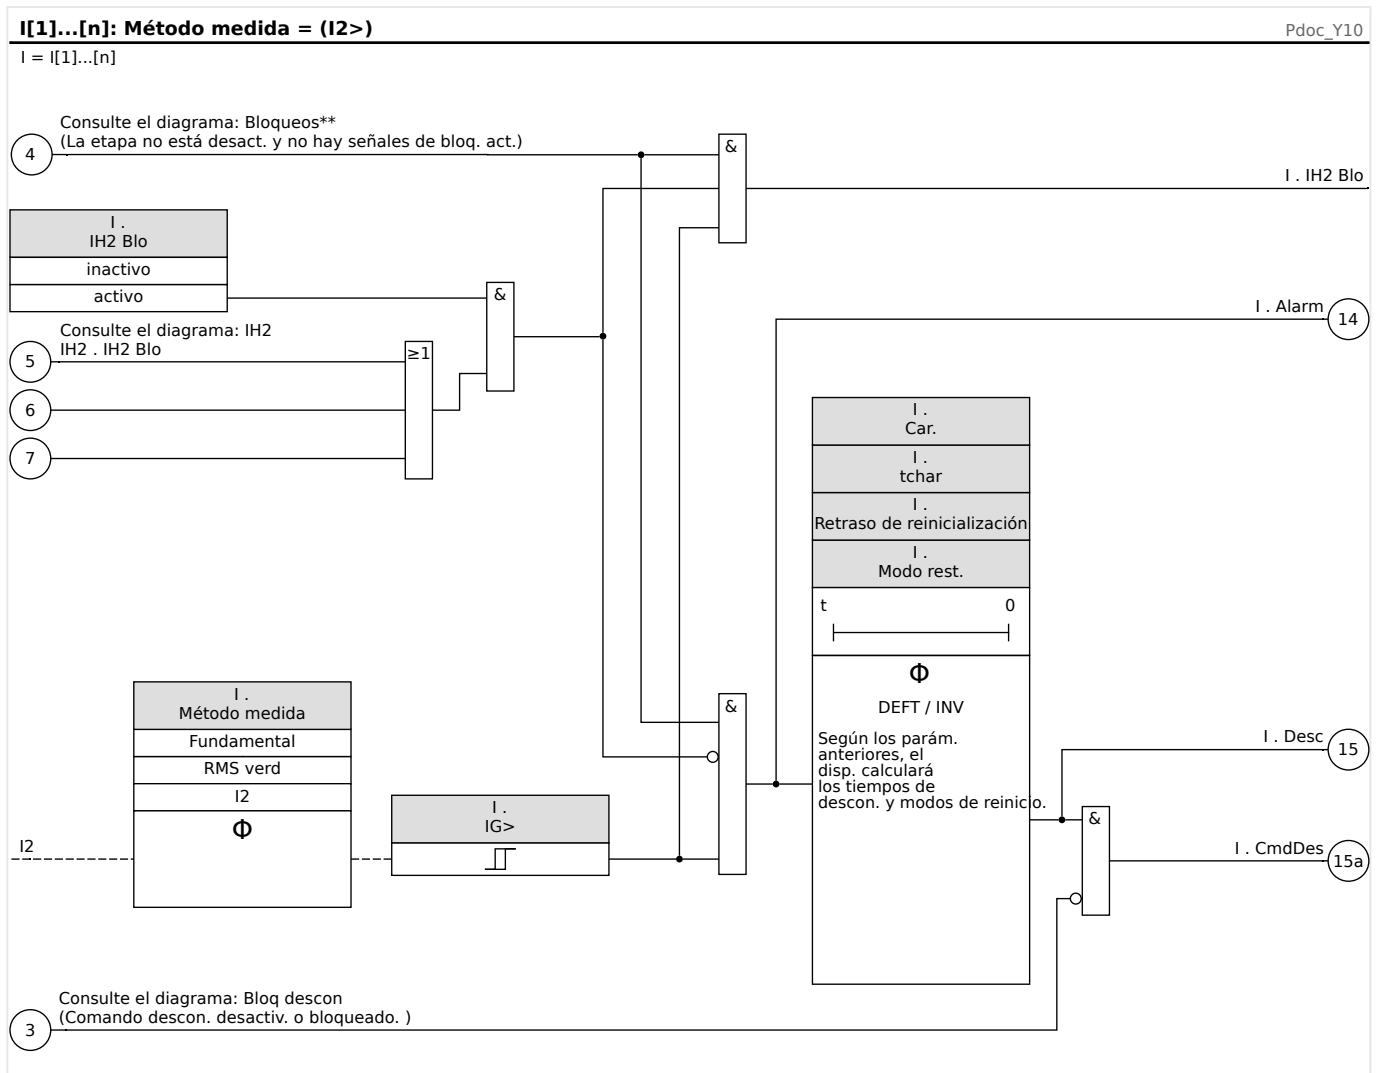 I[1]...[n]: Método medida = (I2>)
Pdoc_Y10
I = I[1]...[n]
Consulte el diagrama: Bloqueos**
(La etapa no está desact. y no hay señales de bloq. act.)
4
&
I . IH2 Blo
I .
IH2 Blo
inactivo
activo
&
I . Alarm
14
Consulte el diagrama: IH2
IH2 . IH2 Blo
5
≥1
6
7
I .
Car.
I .
tchar
I .
Retraso de reinicialización
I .
Modo rest.
t
0
Φ
DEFT / INV
Según los parám.
anteriores, el
disp. calculará
los tiempos de
descon. y modos de reinicio.
I .
Método medida
Fundamental
RMS verd
I2
Φ
I2
I .
IG>
&
I . Desc
15
&
I . CmdDes
15a
Consulte el diagrama: Bloq descon
(Comando descon. desactiv. o bloqueado. )
3